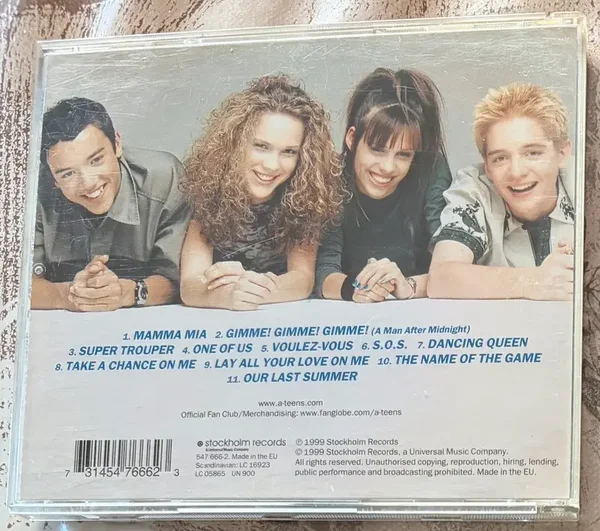 1. MAMMA MIA 2. GIMME! GIMME! GIMME! (A Man After Midnight)
3. SUPER TROUPER 4. ONE OF US 5. VOULEZ-VOUS 6. S.O.S. 7. DANCING QUEEN
8. TAKE A CHANCE ON ME 9. LAY ALL YOUR LOVE ON ME 10. THE NAME OF THE GAME
11. OUR LAST SUMMER
www.a-teens.com
Official Fan Club/Merchandising: www.fanglobe.com/a-teens
stockholm records
A Universal Music Company
547 666-2. Made in the EU
Scandinavian: LC 16923
LC 05865 UN 900
7 31454 76662 3
℗ 1999 Stockholm Records
© 1999 Stockholm Records, a Universal Music Company.
All rights reserved. Unauthorised copying, reproduction, hiring, lending,
public performance and broadcasting prohibited. Made in the EU.